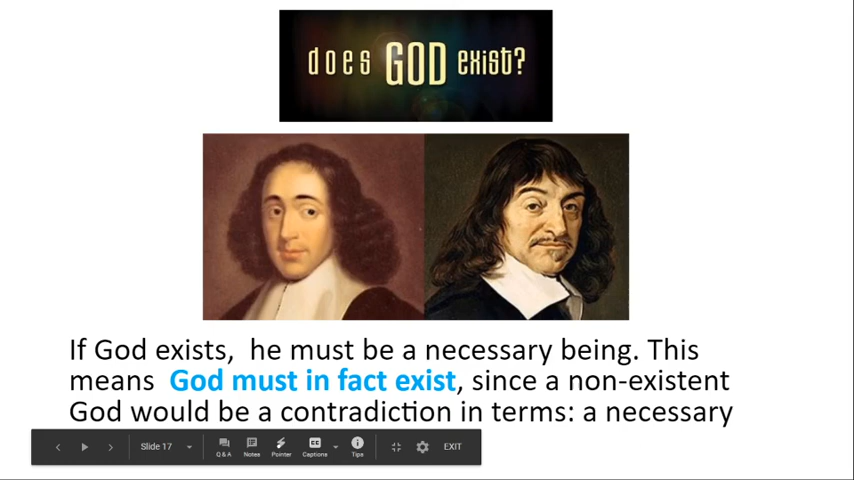 does GOD exist?
If God exists, he must be a necessary being. This
means God must in fact exist, since a non-existent
God would be a contradiction in terms: a necessary
Slide 17
Q & A
Notes
Pointer
Captions
Tips
EXIT